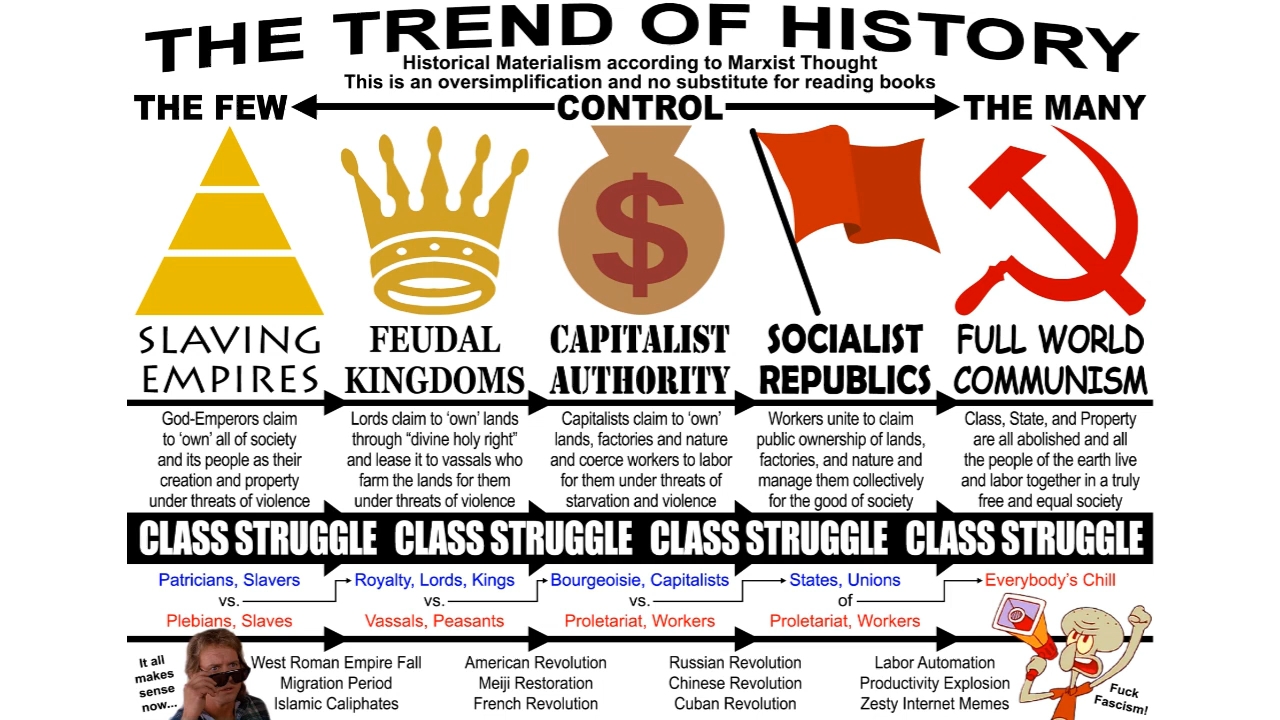 THE TREND OF HISTORY
Historical Materialism according to Marxist Thought
This is an oversimplification and no substitute for reading books
THE FEW CONTROL THE MANY
$
SLAVING
EMPIRES
FEUDAL
KINGDOMS
CAPITALIST
AUTHORITY
SOCIALIST
REPUBLICS
FULL WORLD
COMMUNISM
God-Emperors claim
to ‘own’ all of society
and its people as their
creation and property
under threats of violence
Lords claim to ‘own’ lands
through “divine holy right”
and lease it to vassals who
farm the lands for them
under threats of violence
Capitalists claim to ‘own’
lands, factories and nature
and coerce workers to labor
for them under threats of
starvation and violence
Workers unite to claim
public ownership of lands,
factories, and nature and
manage them collectively
for the good of society
Class, State, and Property
are all abolished and all
the people of the earth live
and labor together in a truly
free and equal society
CLASS STRUGGLE CLASS STRUGGLE CLASS STRUGGLE CLASS STRUGGLE
Patricians, Slavers
vs.
Plebians, Slaves
Royalty, Lords, Kings
vs.
Vassals, Peasants
Bourgeoisie, Capitalists
vs.
Proletariat, Workers
States, Unions
of
Proletariat, Workers
Everybody’s Chill
It all
makes
sense
now...
West Roman Empire Fall
Migration Period
Islamic Caliphates
American Revolution
Meiji Restoration
French Revolution
Russian Revolution
Chinese Revolution
Cuban Revolution
Labor Automation
Productivity Explosion
Zesty Internet Memes
Fuck
Fascism!